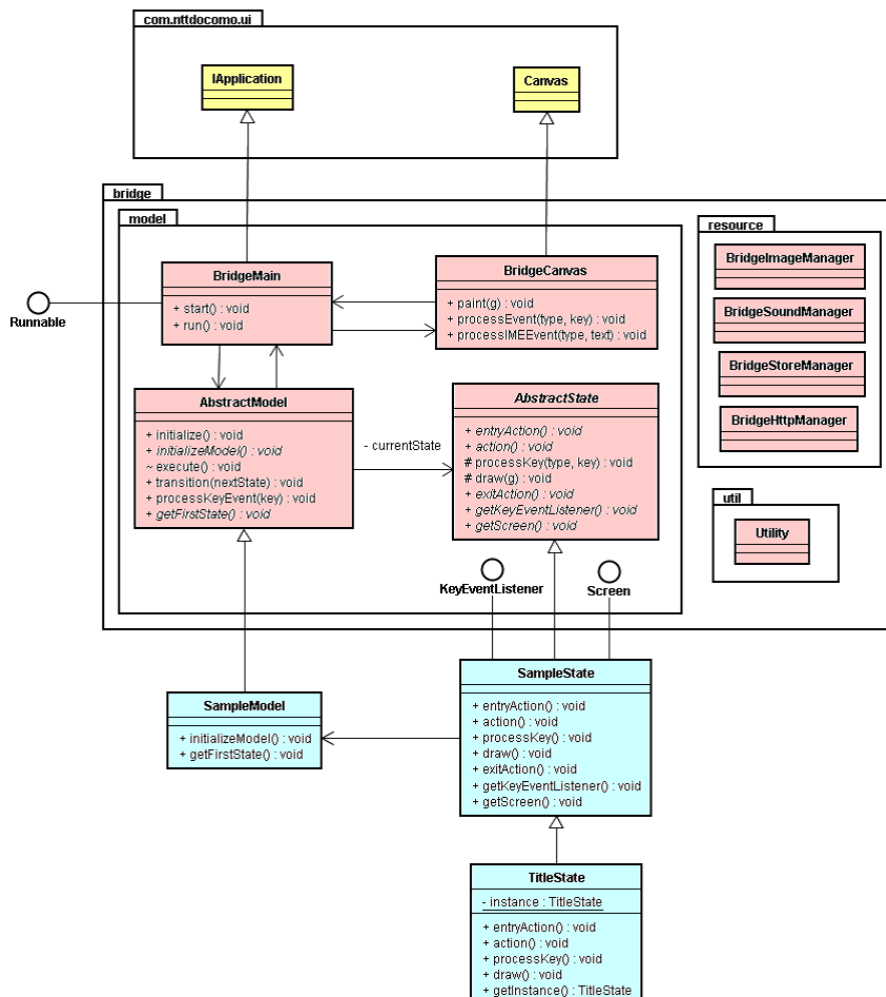 com.nttdocomo.ui
IApplication
Canvas
bridge
model
resource
BridgeMain
+ start() : void
+ run() : void
BridgeCanvas
+ paint(g) : void
+ processEvent(type, key) : void
+ processIMEEvent(type, text) : void
BridgeImageManager
BridgeSoundManager
BridgeStoreManager
BridgeHttpManager
Runnable
AbstractModel
+ initialize() : void
+ initializeModel() : void
~ execute() : void
+ transition(nextState) : void
+ processKeyEvent(key) : void
+ getFirstState() : void
- currentState
AbstractState
+ entryAction() : void
+ action() : void
# processKey(type, key) : void
# draw(g) : void
+ exitAction() : void
+ getKeyEventListener() : void
+ getScreen() : void
util
Utility
KeyEventListener
Screen
SampleModel
+ initializeModel() : void
+ getFirstState() : void
SampleState
+ entryAction() : void
+ action() : void
+ processKey() : void
+ draw() : void
+ exitAction() : void
+ getKeyEventListener() : void
+ getScreen() : void
TitleState
- instance : TitleState
+ entryAction() : void
+ action() : void
+ processKey() : void
+ draw() : void
+ getInstance() : TitleState